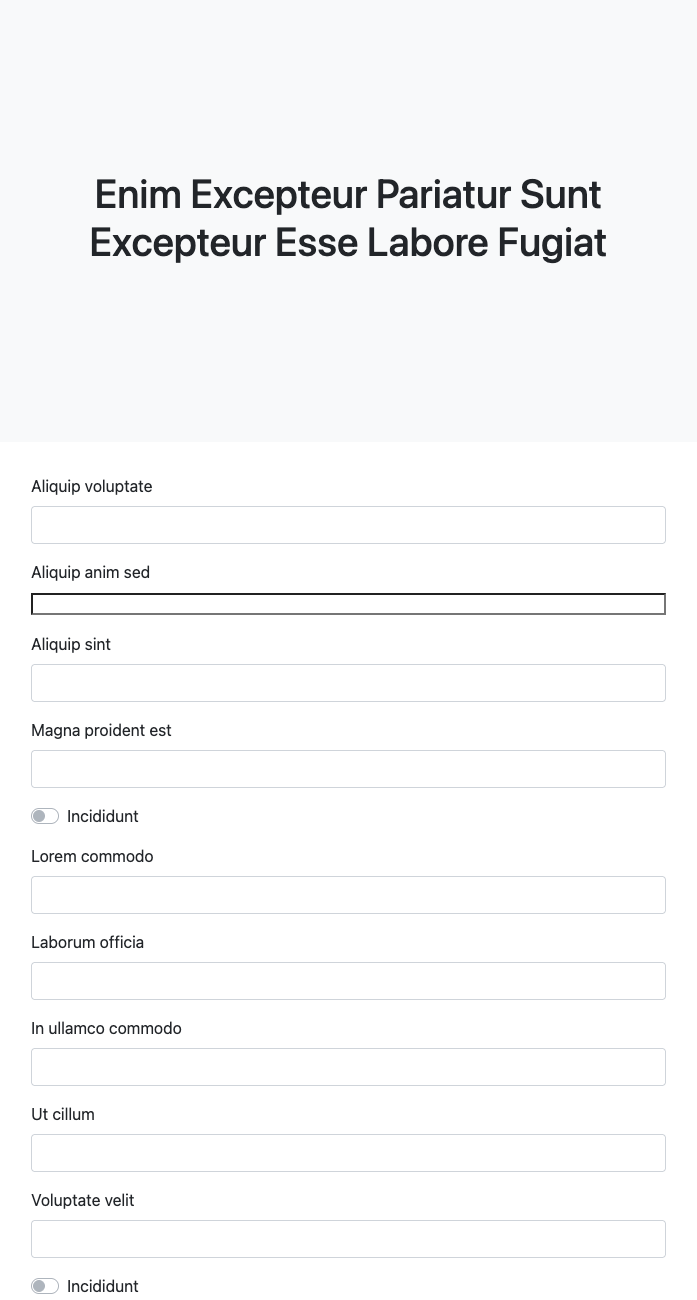 Enim Excepteur Pariatur Sunt
Excepteur Esse Labore Fugiat
Aliquip voluptate
Aliquip anim sed
Aliquip sint
Magna proident est
Incididunt
Lorem commodo
Laborum officia
In ullamco commodo
Ut cillum
Voluptate velit
Incididunt